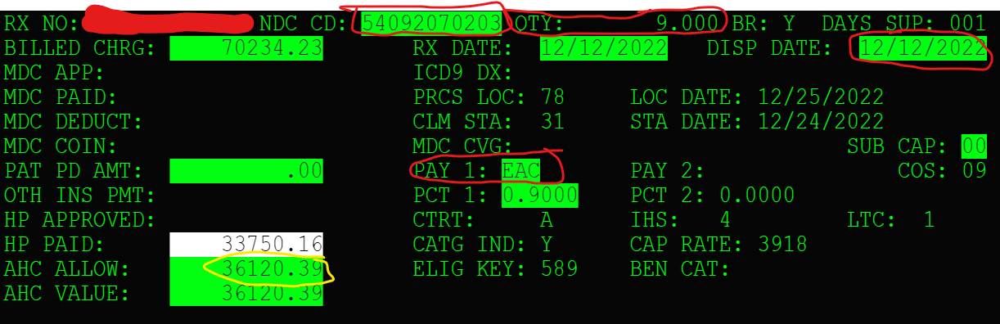 RX NO: NDC CD: 54092070203 QTY: 9.000 BR: Y DAYS SUP: 001
BILLED CHRG: 70234.23 RX DATE: 12/12/2022 DISP DATE: 12/12/2022
MDC APP: ICD9 DX:
MDC PAID: PRCS LOC: 78 LOC DATE: 12/25/2022
MDC DEDUCT: CLM STA: 31 STA DATE: 12/24/2022
MDC COIN: MDC CVG: SUB CAP: 00
PAT PD AMT: .00 PAY 1: EAC PAY 2: COS: 09
OTH INS PMT: PCT 1: 0.9000 PCT 2: 0.0000
HP APPROVED: CTRT: A IHS: 4 LTC: 1
HP PAID: 33750.16 CATG IND: Y CAP RATE: 3918
AHC ALLOW: 36120.39 ELIG KEY: 589 BEN CAT:
AHC VALUE: 36120.39